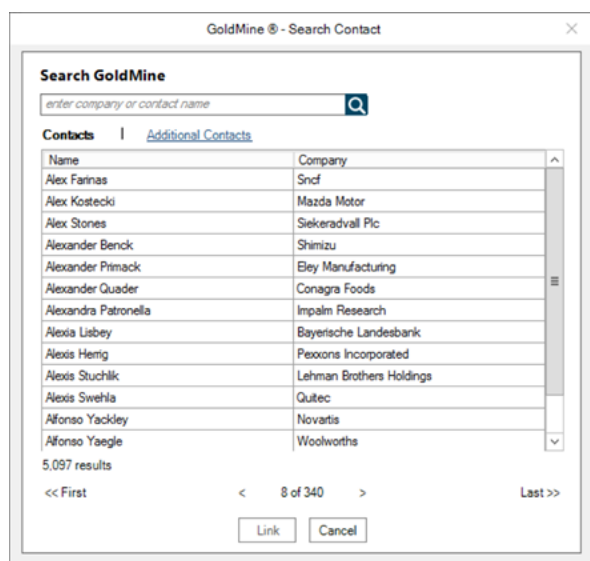 GoldMine ® - Search Contact
Search GoldMine
enter company or contact name
Contacts | Additional Contacts
Name Company
Alex Farinas Sncf
Alex Kostecki Mazda Motor
Alex Stones Siekeradvall Plc
Alexander Benck Shimizu
Alexander Primack Eley Manufacturing
Alexander Quader Conagra Foods
Alexandra Patronella Impalm Research
Alexia Lisbey Bayerische Landesbank
Alexis Herrig Pexxons Incorporated
Alexis Stuchlik Lehman Brothers Holdings
Alexis Swehla Quitec
Alfonso Yackley Novartis
Alfonso Yaegle Woolworths
5,097 results
<< First < 8 of 340 > Last >>
Link Cancel